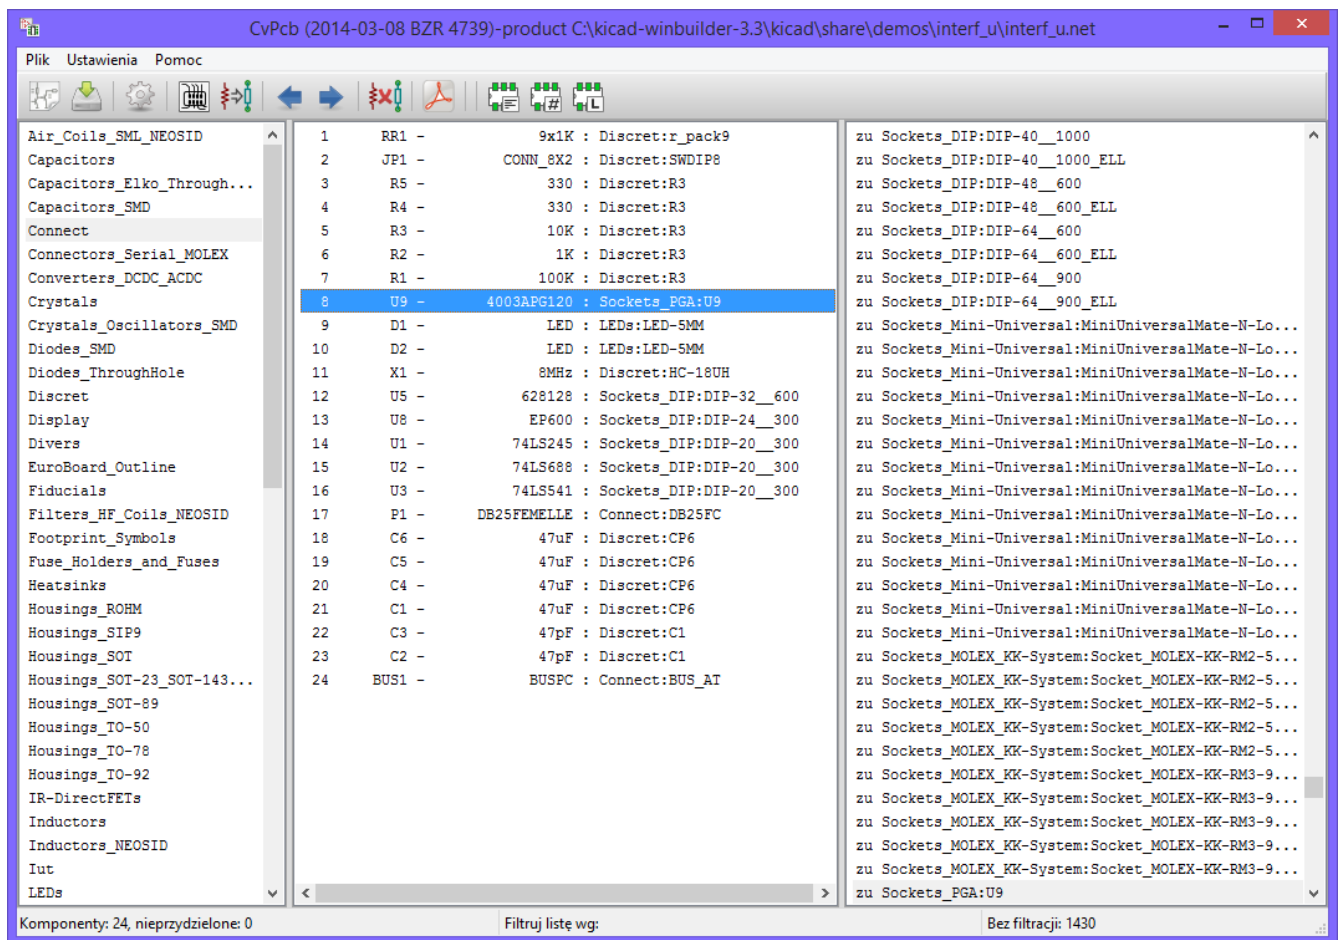 CvPcb (2014-03-08 BZR 4739)-product C:\kicad-winbuilder-3.3\kicad\share\demos\interf_u\interf_u.net
Plik Ustawienia Pomoc
Air_Coils_SML_NEOSID
Capacitors
Capacitors_Elko_Through...
Capacitors_SMD
Connect
Connectors_Serial_MOLEX
Converters_DCDC_ACDC
Crystals
Crystals_Oscillators_SMD
Diodes_SMD
Diodes_ThroughHole
Discret
Display
Divers
EuroBoard_Outline
Fiducials
Filters_HF_Coils_NEOSID
Footprint_Symbols
Fuse_Holders_and_Fuses
Heatsinks
Housings_ROHM
Housings_SIP9
Housings_SOT
Housings_SOT-23_SOT-143...
Housings_SOT-89
Housings_TO-50
Housings_TO-78
Housings_TO-92
IR-DirectFETs
Inductors
Inductors_NEOSID
Iut
LEDs
1 RR1 - 9x1K : Discret:r_pack9
2 JP1 - CONN_8X2 : Discret:SWDIP8
3 R5 - 330 : Discret:R3
4 R4 - 330 : Discret:R3
5 R3 - 10K : Discret:R3
6 R2 - 1K : Discret:R3
7 R1 - 100K : Discret:R3
8 U9 - 4003APG120 : Sockets_PGA:U9
9 D1 - LED : LEDs:LED-5MM
10 D2 - LED : LEDs:LED-5MM
11 X1 - 8MHz : Discret:HC-18UH
12 U5 - 628128 : Sockets_DIP:DIP-32__600
13 U8 - EP600 : Sockets_DIP:DIP-24__300
14 U1 - 74LS245 : Sockets_DIP:DIP-20__300
15 U2 - 74LS688 : Sockets_DIP:DIP-20__300
16 U3 - 74LS541 : Sockets_DIP:DIP-20__300
17 P1 - DB25FEMELLE : Connect:DB25FC
18 C6 - 47uF : Discret:CP6
19 C5 - 47uF : Discret:CP6
20 C4 - 47uF : Discret:CP6
21 C1 - 47uF : Discret:CP6
22 C3 - 47pF : Discret:C1
23 C2 - 47pF : Discret:C1
24 BUS1 - BUSPC : Connect:BUS_AT
zu Sockets_DIP:DIP-40__1000
zu Sockets_DIP:DIP-40__1000_ELL
zu Sockets_DIP:DIP-48__600
zu Sockets_DIP:DIP-48__600_ELL
zu Sockets_DIP:DIP-64__600
zu Sockets_DIP:DIP-64__600_ELL
zu Sockets_DIP:DIP-64__900
zu Sockets_DIP:DIP-64__900_ELL
zu Sockets_Mini-Universal:MiniUniversalMate-N-Lo...
zu Sockets_Mini-Universal:MiniUniversalMate-N-Lo...
zu Sockets_Mini-Universal:MiniUniversalMate-N-Lo...
zu Sockets_Mini-Universal:MiniUniversalMate-N-Lo...
zu Sockets_Mini-Universal:MiniUniversalMate-N-Lo...
zu Sockets_Mini-Universal:MiniUniversalMate-N-Lo...
zu Sockets_Mini-Universal:MiniUniversalMate-N-Lo...
zu Sockets_Mini-Universal:MiniUniversalMate-N-Lo...
zu Sockets_Mini-Universal:MiniUniversalMate-N-Lo...
zu Sockets_Mini-Universal:MiniUniversalMate-N-Lo...
zu Sockets_Mini-Universal:MiniUniversalMate-N-Lo...
zu Sockets_Mini-Universal:MiniUniversalMate-N-Lo...
zu Sockets_Mini-Universal:MiniUniversalMate-N-Lo...
zu Sockets_Mini-Universal:MiniUniversalMate-N-Lo...
zu Sockets_MOLEX_KK-System:Socket_MOLEX-KK-RM2-5...
zu Sockets_MOLEX_KK-System:Socket_MOLEX-KK-RM2-5...
zu Sockets_MOLEX_KK-System:Socket_MOLEX-KK-RM2-5...
zu Sockets_MOLEX_KK-System:Socket_MOLEX-KK-RM2-5...
zu Sockets_MOLEX_KK-System:Socket_MOLEX-KK-RM2-5...
zu Sockets_MOLEX_KK-System:Socket_MOLEX-KK-RM3-9...
zu Sockets_MOLEX_KK-System:Socket_MOLEX-KK-RM3-9...
zu Sockets_MOLEX_KK-System:Socket_MOLEX-KK-RM3-9...
zu Sockets_MOLEX_KK-System:Socket_MOLEX-KK-RM3-9...
zu Sockets_MOLEX_KK-System:Socket_MOLEX-KK-RM3-9...
zu Sockets_PGA:U9
Komponenty: 24, nieprzydzielone: 0
Filtruj listę wg:
Bez filtracji: 1430